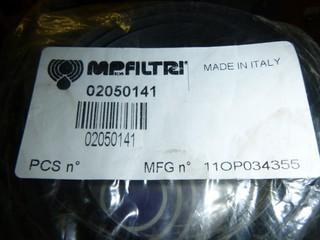 MPFILTRI
MADE IN ITALY
02050141
02050141
PCS n°
MFG n° 11OP034355